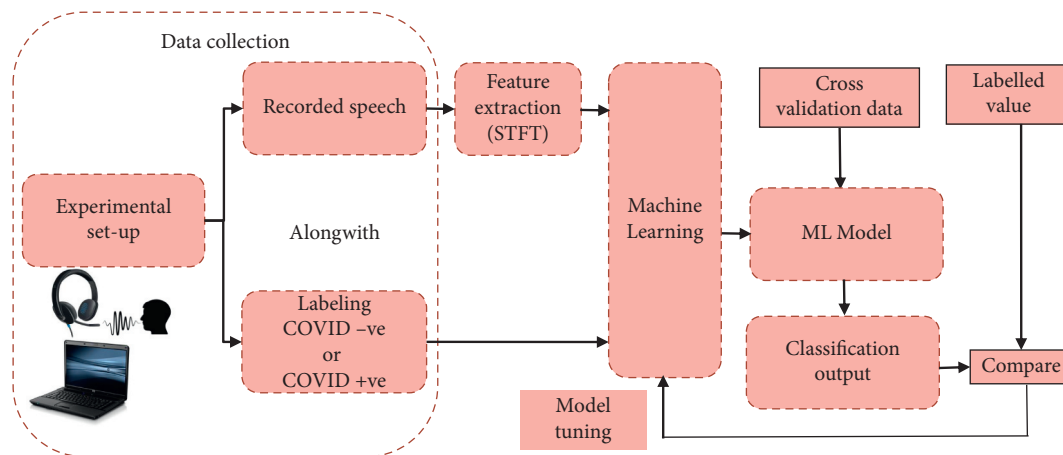 Data collection
Recorded speech
Feature
extraction
(STFT)
Experimental
set-up
Alongwith
Labeling
COVID –ve
or
COVID +ve
Machine
Learning
Cross
validation data
Labelled
value
ML Model
Classification
output
Compare
Model
tuning